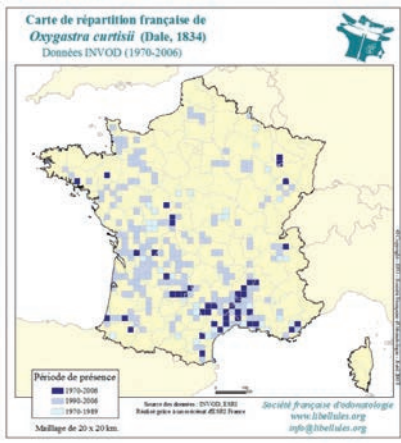 Carte de répartition française de
Oxygastra curtisii (Dale, 1834)
Données INVOD (1970-2006)
Période de présence
1970-2006
1990-2006
1970-1989
Maillage de 20 x 20 km.
Source des données : INVOD, ESRI
Société française d'odonatologie
www.libellules.org
info@libellules.org